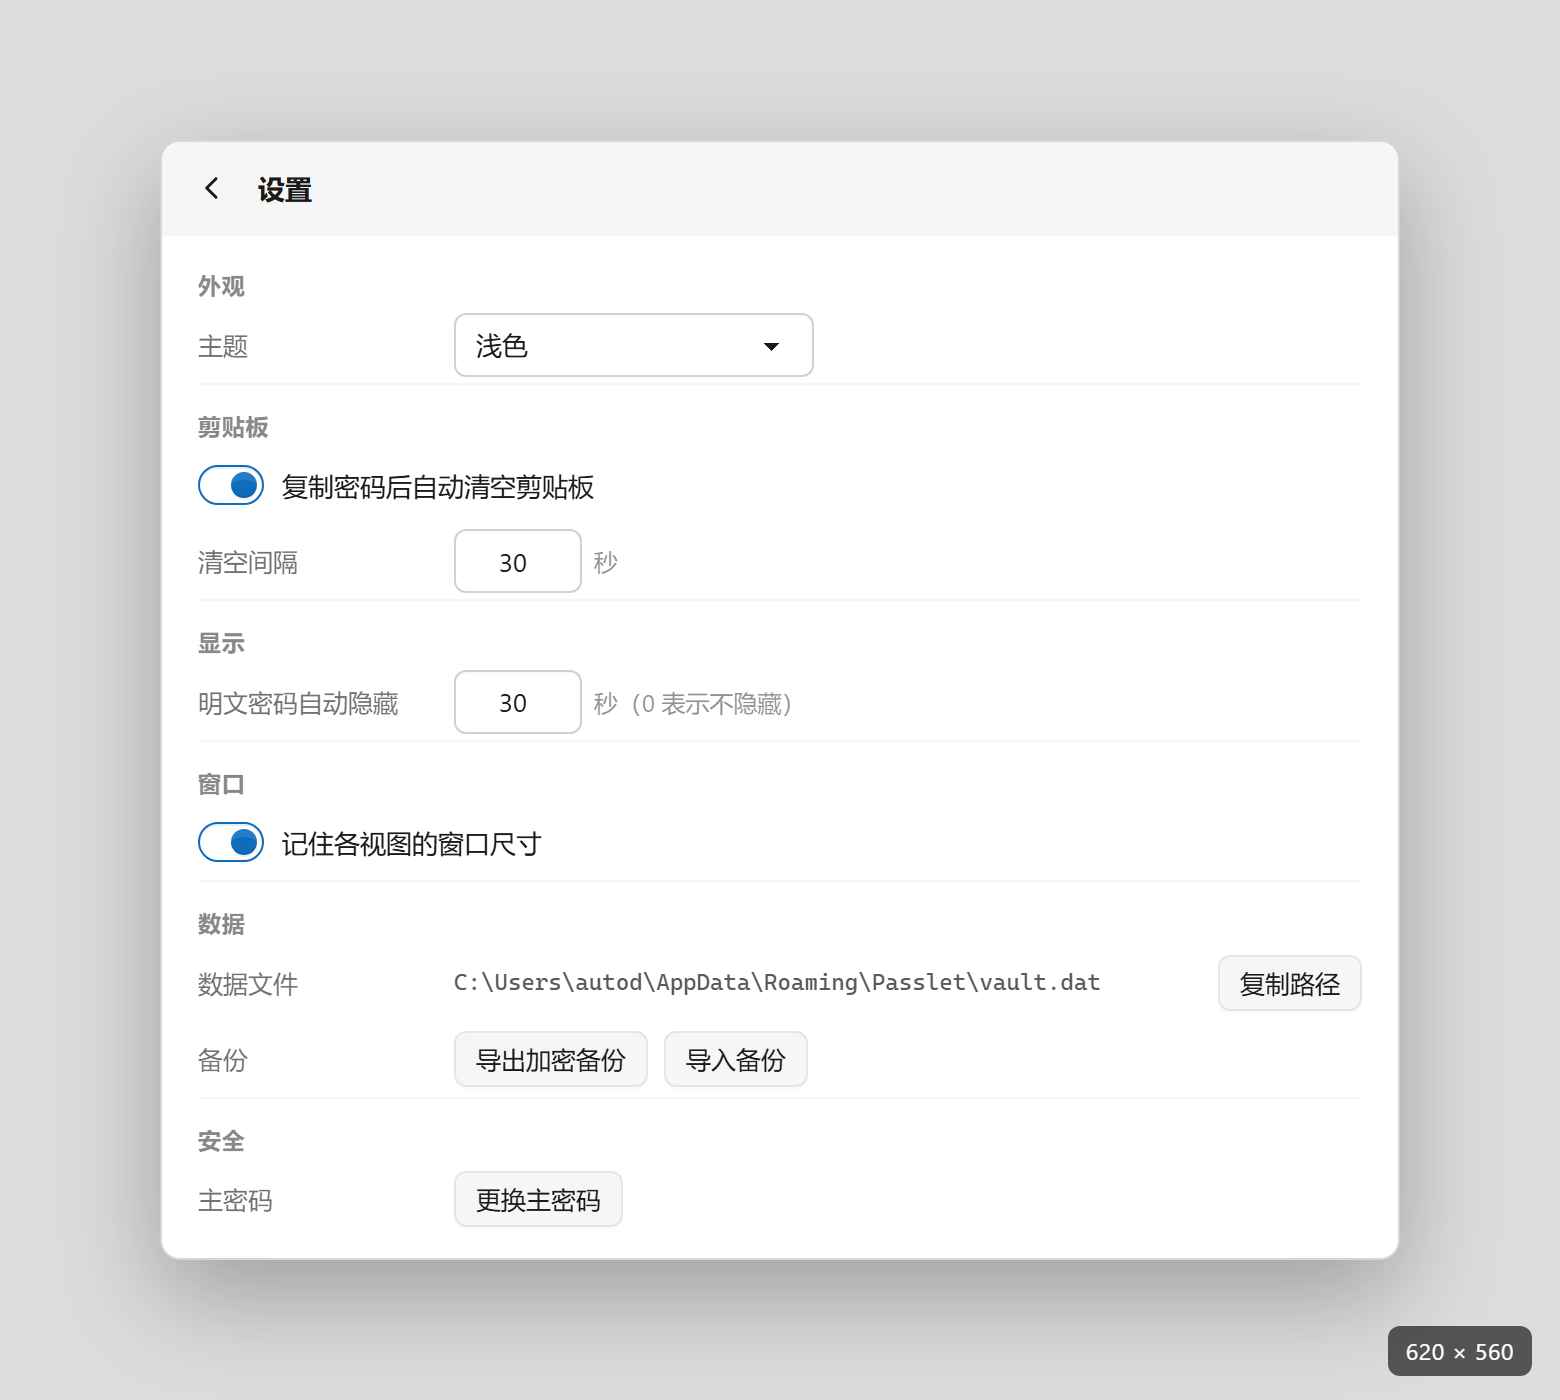 设置
外观
主题 浅色
剪贴板
复制密码后自动清空剪贴板
清空间隔 30 秒
显示
明文密码自动隐藏 30 秒（0 表示不隐藏）
窗口
记住各视图的窗口尺寸
数据
数据文件 C:\Users\autod\AppData\Roaming\Passlet\vault.dat 复制路径
备份 导出加密备份 导入备份
安全
主密码 更换主密码
620 × 560